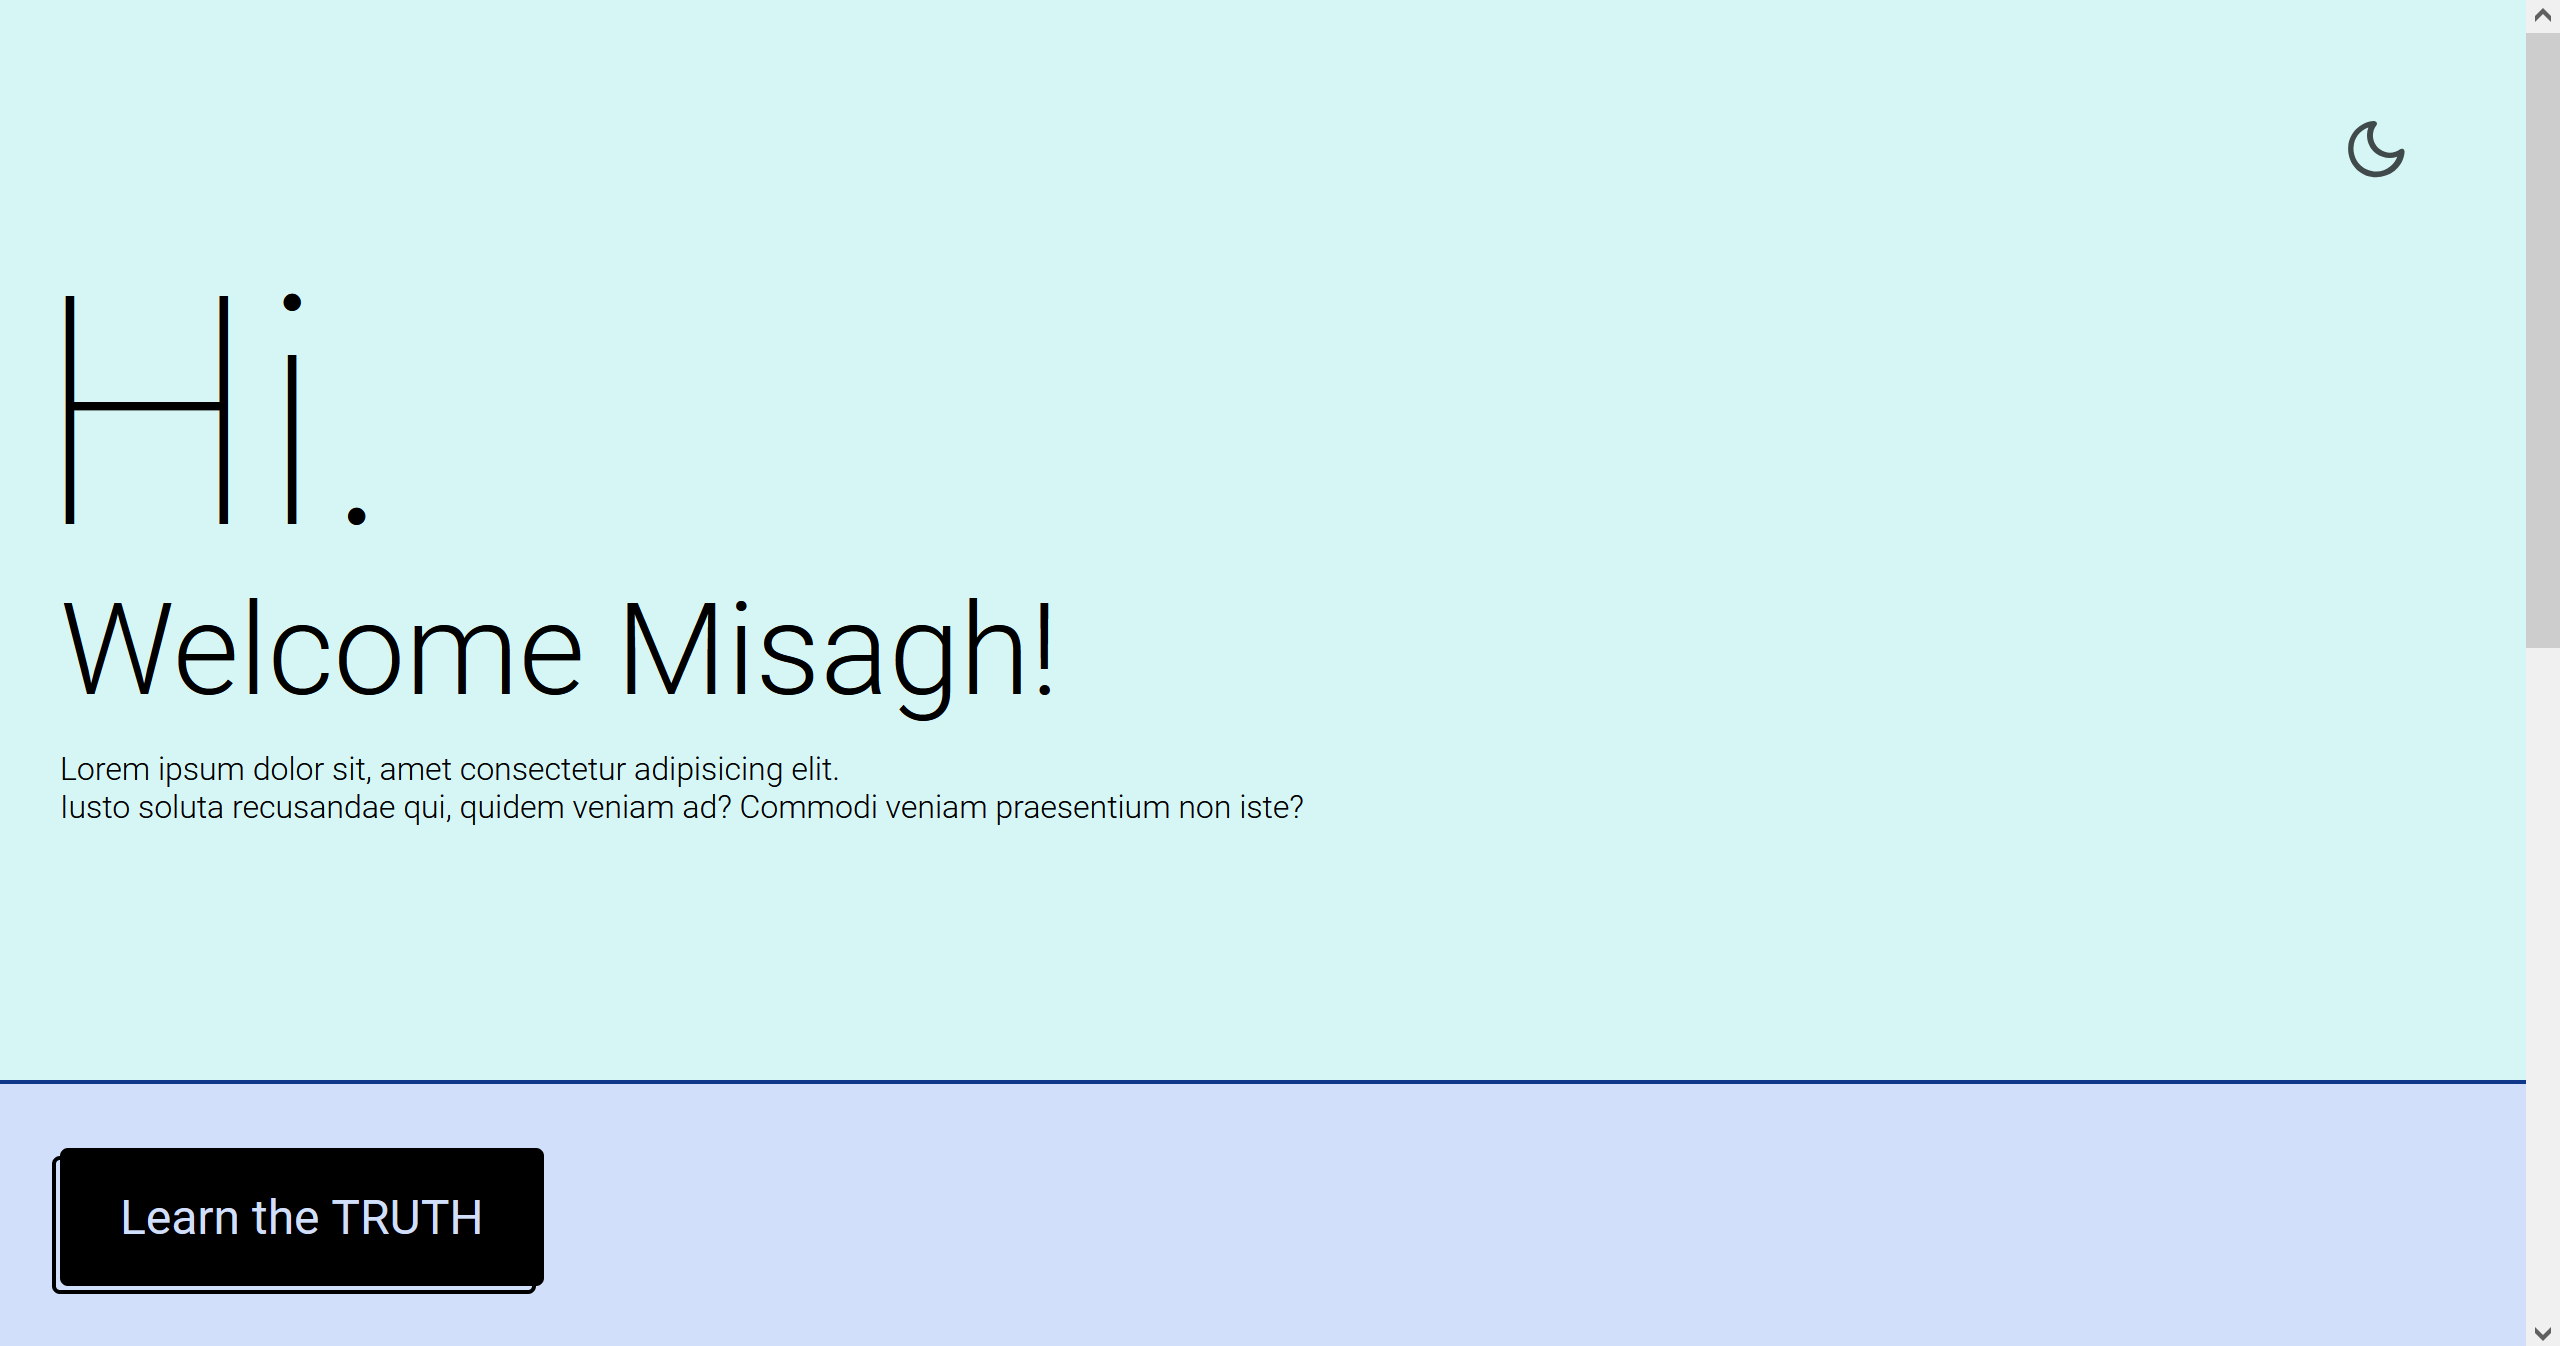 Hi.
Welcome Misagh!
Lorem ipsum dolor sit, amet consectetur adipisicing elit.
Iusto soluta recusandae qui, quidem veniam ad? Commodi veniam praesentium non iste?
Learn the TRUTH